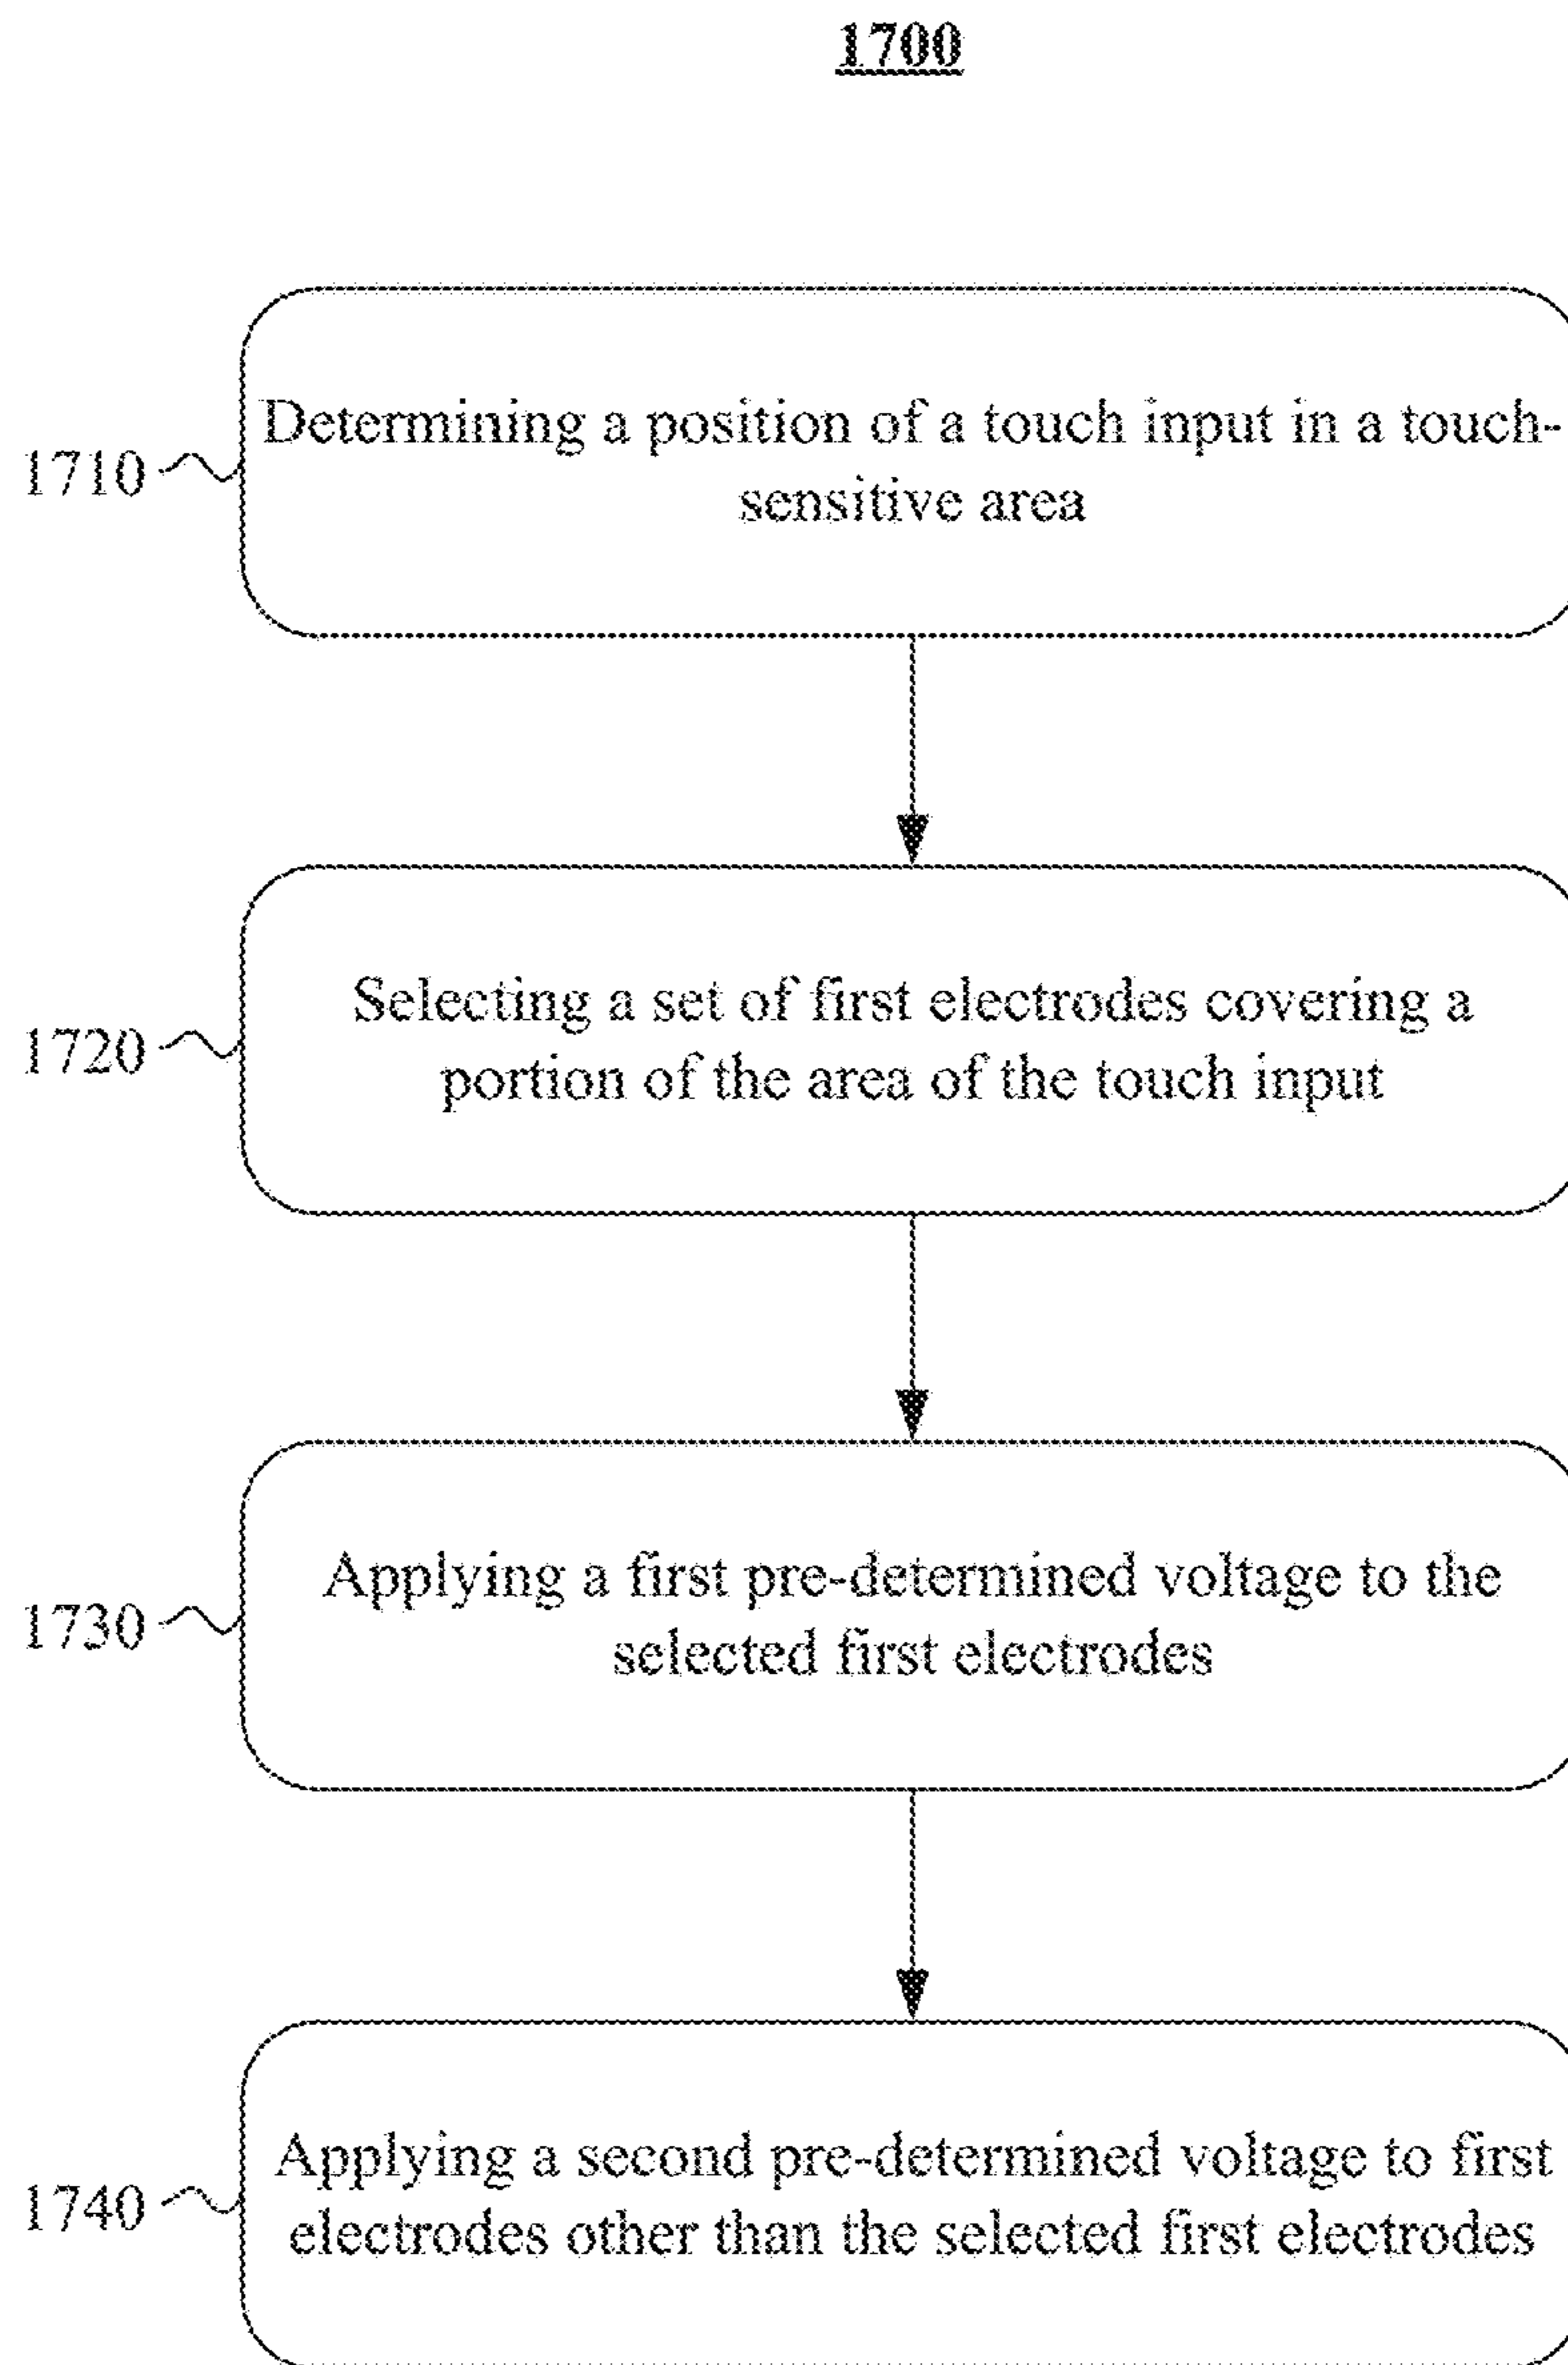 1700
1710
Determining a position of a touch input in a touch-
sensitive area
1720
Selecting a set of first electrodes covering a
portion of the area of the touch input
1730
Applying a first pre-determined voltage to the
selected first electrodes
1740
Applying a second pre-determined voltage to first
electrodes other than the selected first electrodes